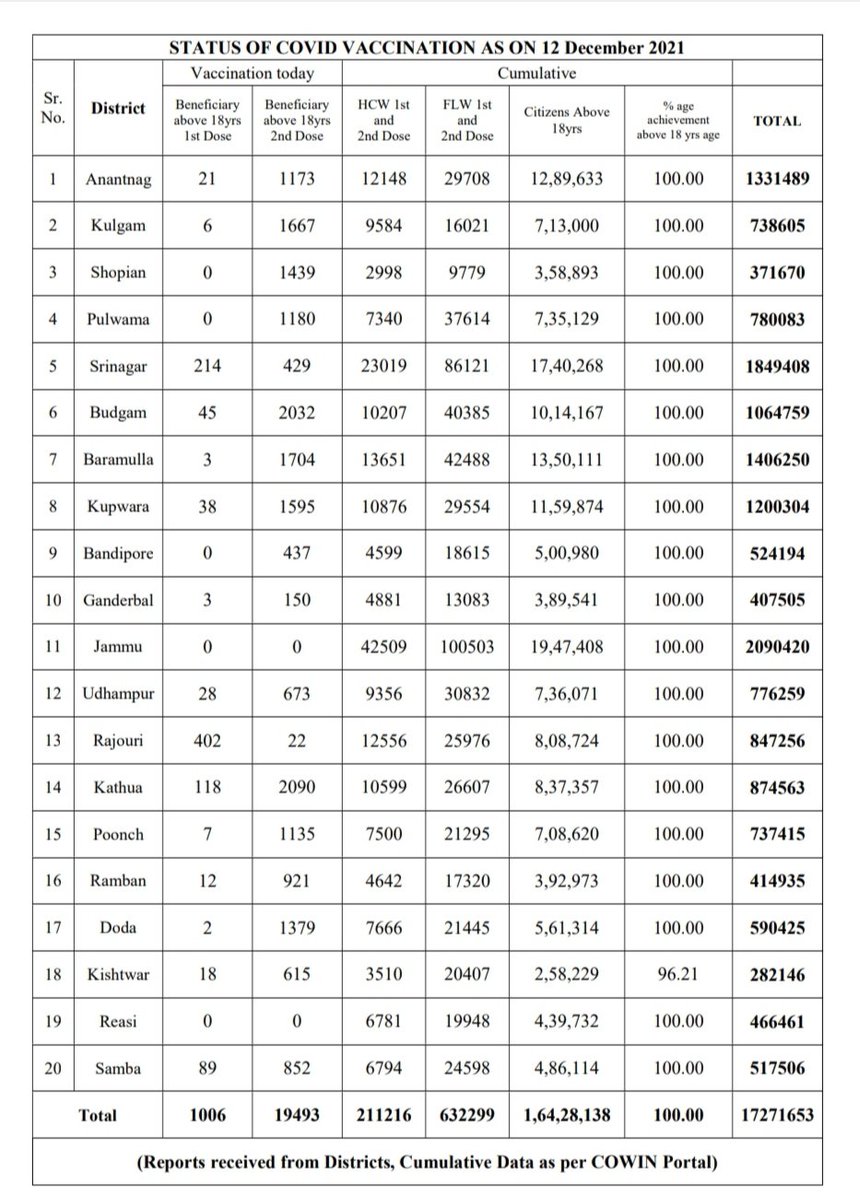 STATUS OF COVID VACCINATION AS ON 12 December 2021
Vaccination today Cumulative
Sr. No. District Beneficiary above 18yrs 1st Dose Beneficiary above 18yrs 2nd Dose HCW 1st and 2nd Dose FLW 1st and 2nd Dose Citizens Above 18yrs % age achievement above 18 yrs age TOTAL
1 Anantnag 21 1173 12148 29708 12,89,633 100.00 1331489
2 Kulgam 6 1667 9584 16021 7,13,000 100.00 738605
3 Shopian 0 1439 2998 9779 3,58,893 100.00 371670
4 Pulwama 0 1180 7340 37614 7,35,129 100.00 780083
5 Srinagar 214 429 23019 86121 17,40,268 100.00 1849408
6 Budgam 45 2032 10207 40385 10,14,167 100.00 1064759
7 Baramulla 3 1704 13651 42488 13,50,111 100.00 1406250
8 Kupwara 38 1595 10876 29554 11,59,874 100.00 1200304
9 Bandipore 0 437 4599 18615 5,00,980 100.00 524194
10 Ganderbal 3 150 4881 13083 3,89,541 100.00 407505
11 Jammu 0 0 42509 100503 19,47,408 100.00 2090420
12 Udhampur 28 673 9356 30832 7,36,071 100.00 776259
13 Rajouri 402 22 12556 25976 8,08,724 100.00 847256
14 Kathua 118 2090 10599 26607 8,37,357 100.00 874563
15 Poonch 7 1135 7500 21295 7,08,620 100.00 737415
16 Ramban 12 921 4642 17320 3,92,973 100.00 414935
17 Doda 2 1379 7666 21445 5,61,314 100.00 590425
18 Kishtwar 18 615 3510 20407 2,58,229 96.21 282146
19 Reasi 0 0 6781 19948 4,39,732 100.00 466461
20 Samba 89 852 6794 24598 4,86,114 100.00 517506
Total 1006 19493 211216 632299 1,64,28,138 100.00 17271653
(Reports received from Districts, Cumulative Data as per COWIN Portal)